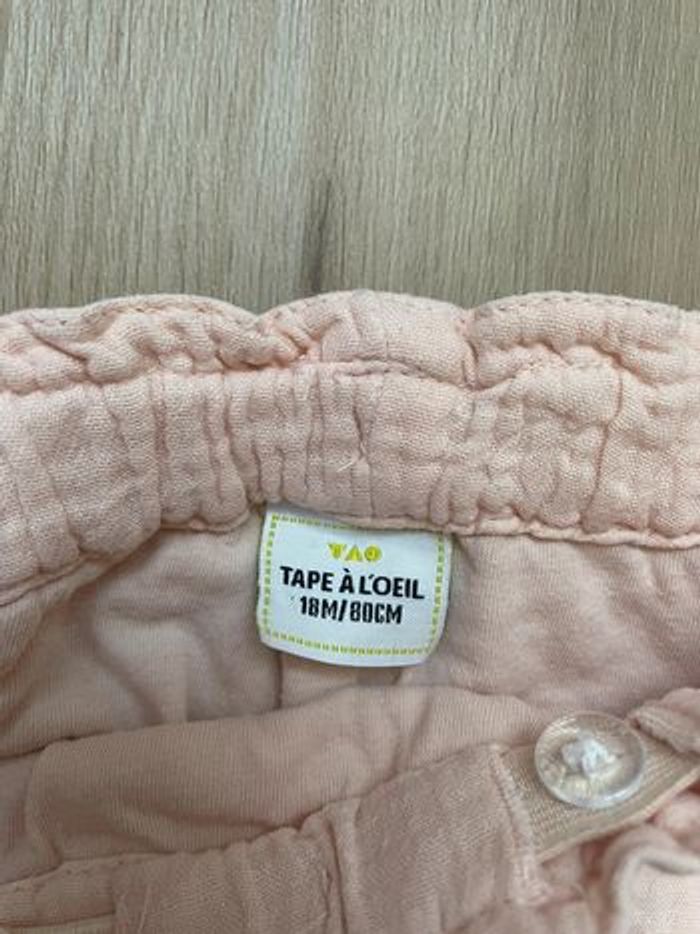 TAO
TAPE À L'OEIL
18M/80CM